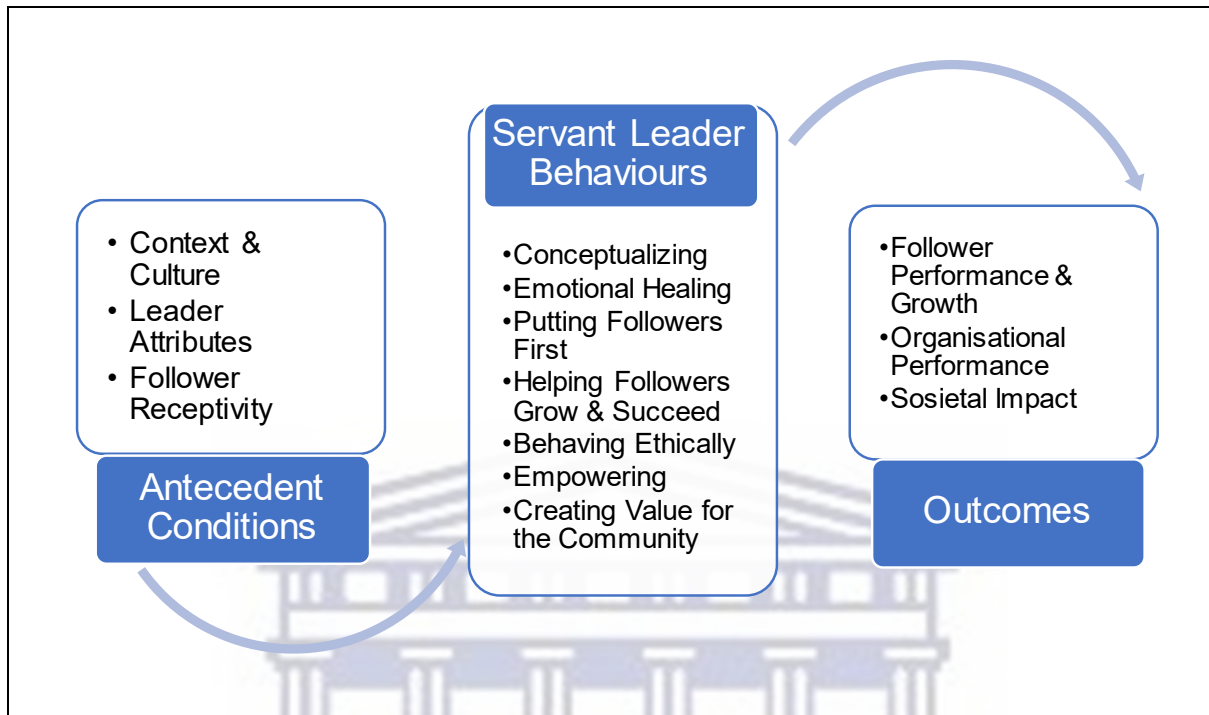 • Context &
Culture
• Leader
Attributes
• Follower
Receptivity
Antecedent
Conditions
Servant Leader
Behaviours
•Conceptualizing
•Emotional Healing
•Putting Followers
First
•Helping Followers
Grow & Succeed
•Behaving Ethically
•Empowering
•Creating Value for
the Community
•Follower
Performance &
Growth
•Organisational
Performance
•Sosietal Impact
Outcomes